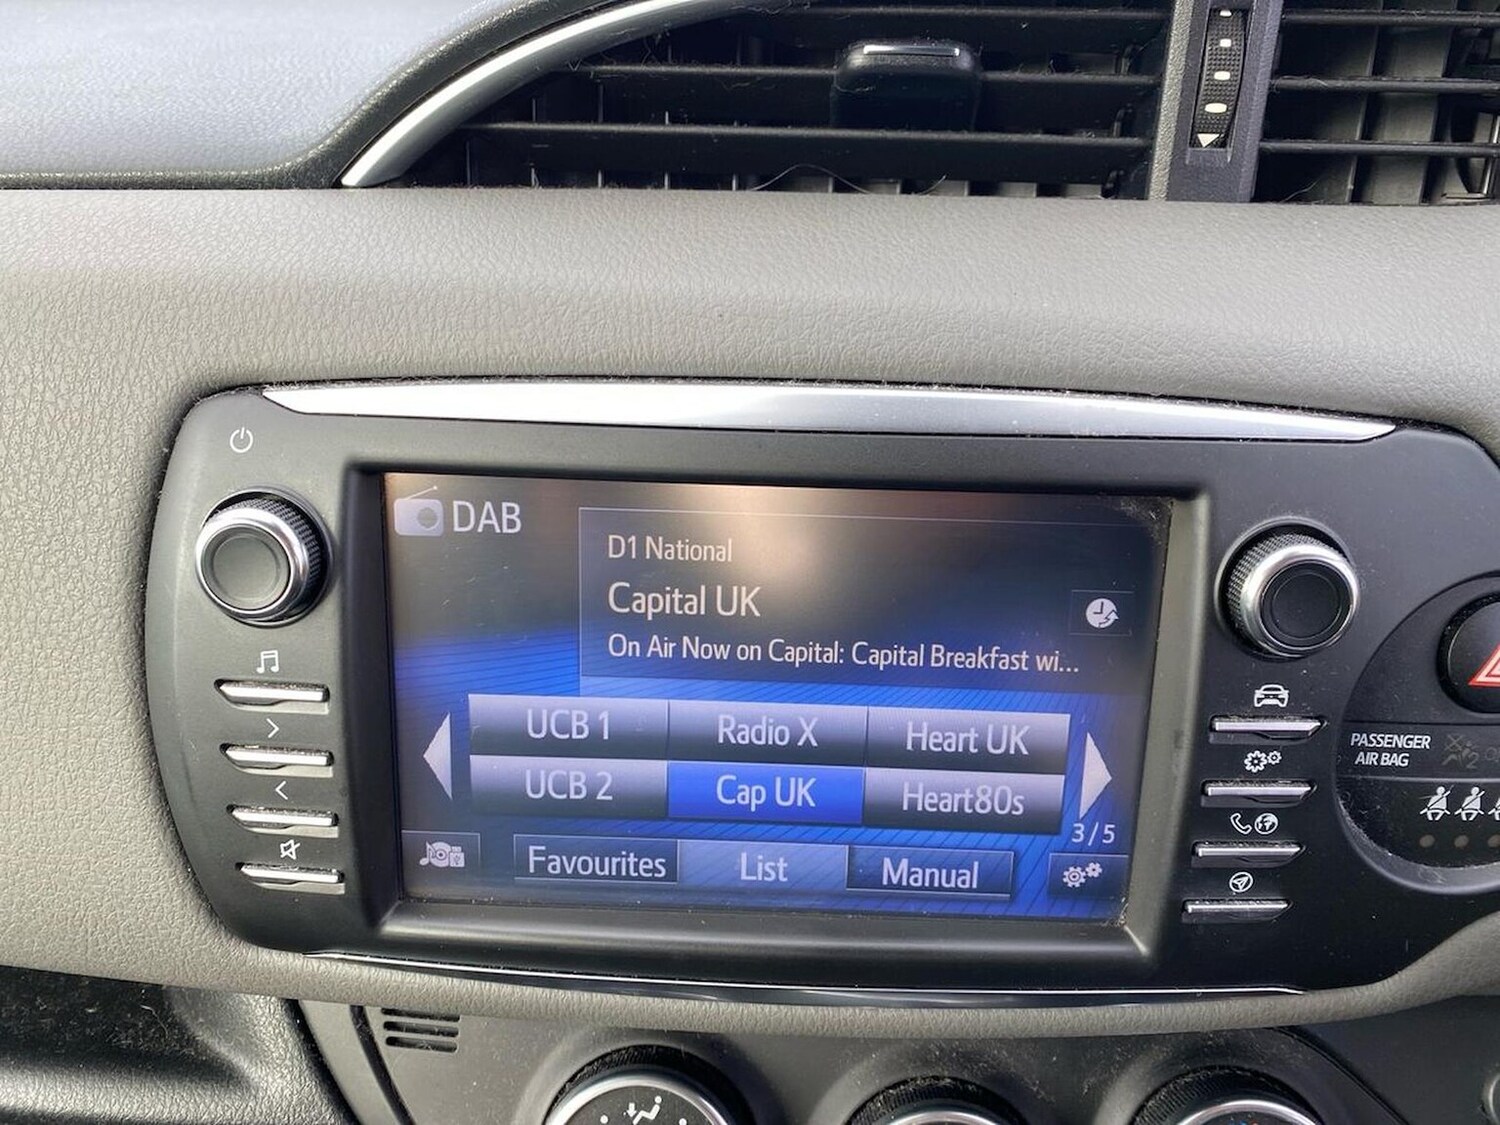 DAB
D1 National
Capital UK
On Air Now on Capital: Capital Breakfast wi...
UCB 1 Radio X Heart UK
UCB 2 Cap UK Heart80s
3/5
Favourites List Manual
PASSENGER
AIR BAG